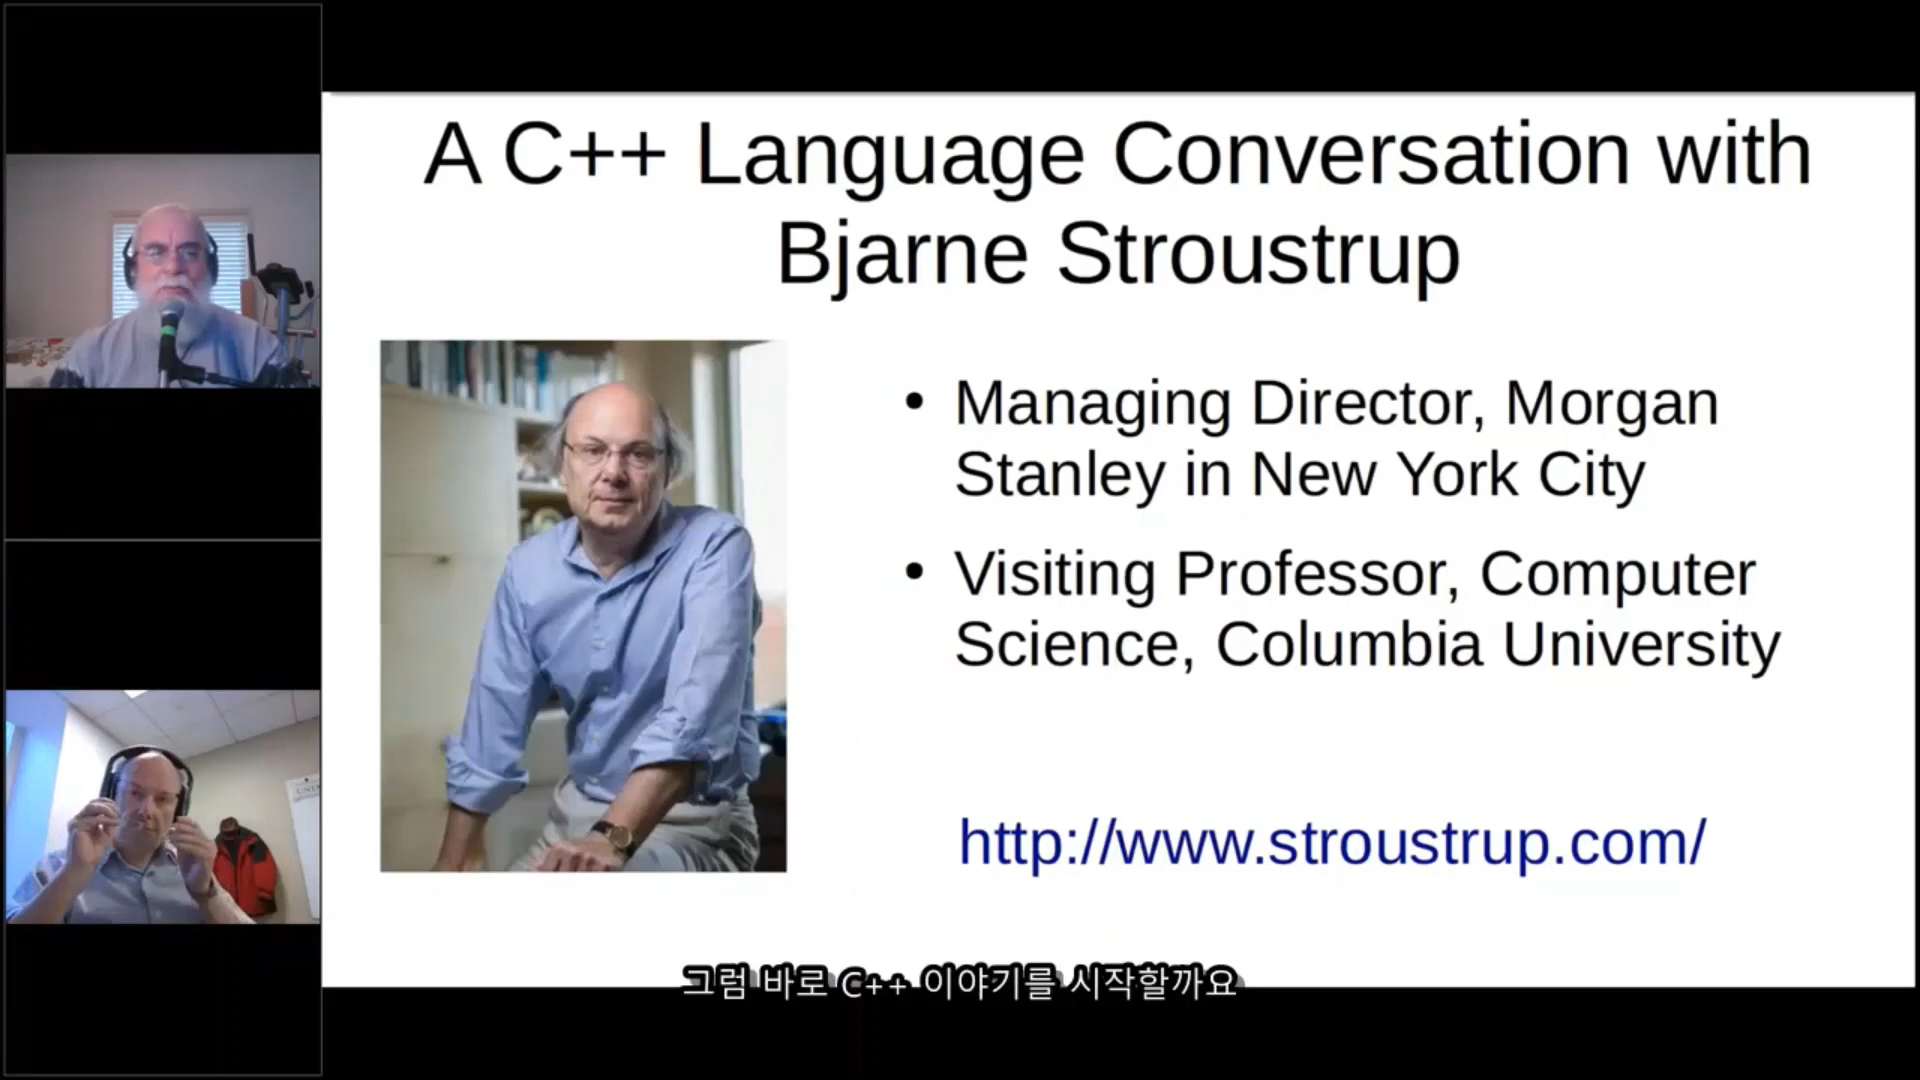 A C++ Language Conversation with
Bjarne Stroustrup
• Managing Director, Morgan
Stanley in New York City
• Visiting Professor, Computer
Science, Columbia University
http://www.stroustrup.com/
그럼 바로 C++ 이야기를 시작할까요